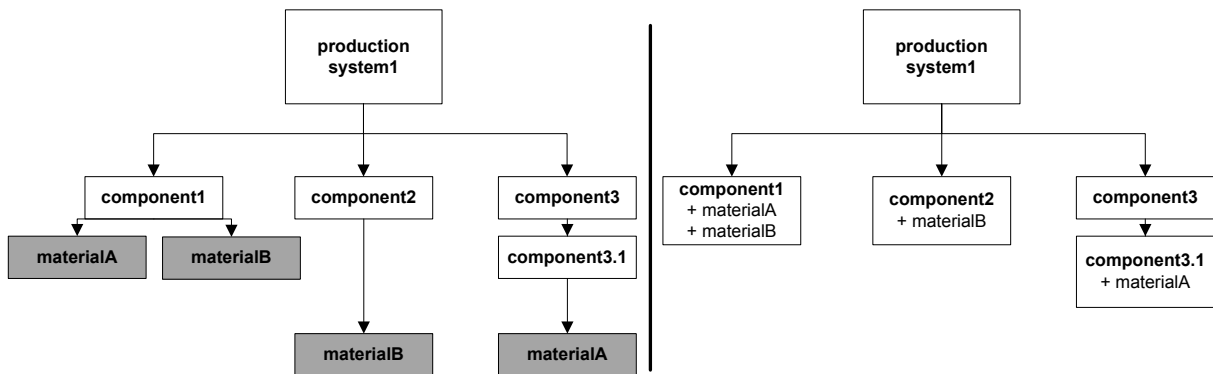 production
system1
component1
component2
component3
materialA
materialB
component3.1
materialB
materialA
production
system1
component1
+ materialA
+ materialB
component2
+ materialB
component3
component3.1
+ materialA